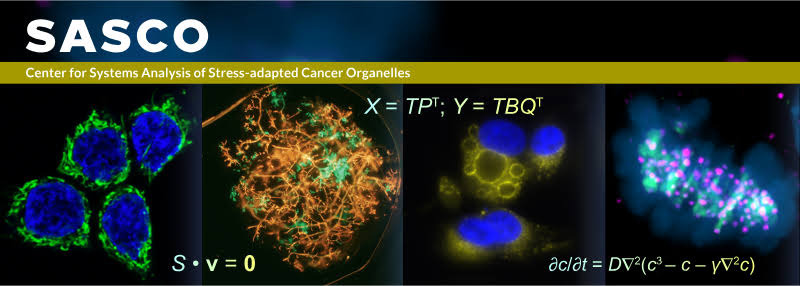 SASCO
Center for Systems Analysis of Stress-adapted Cancer Organelles
X = TPᵀ; Y = TBQᵀ
S • v = 0
∂c/∂t = D∇²(c³ – c – γ∇²c)